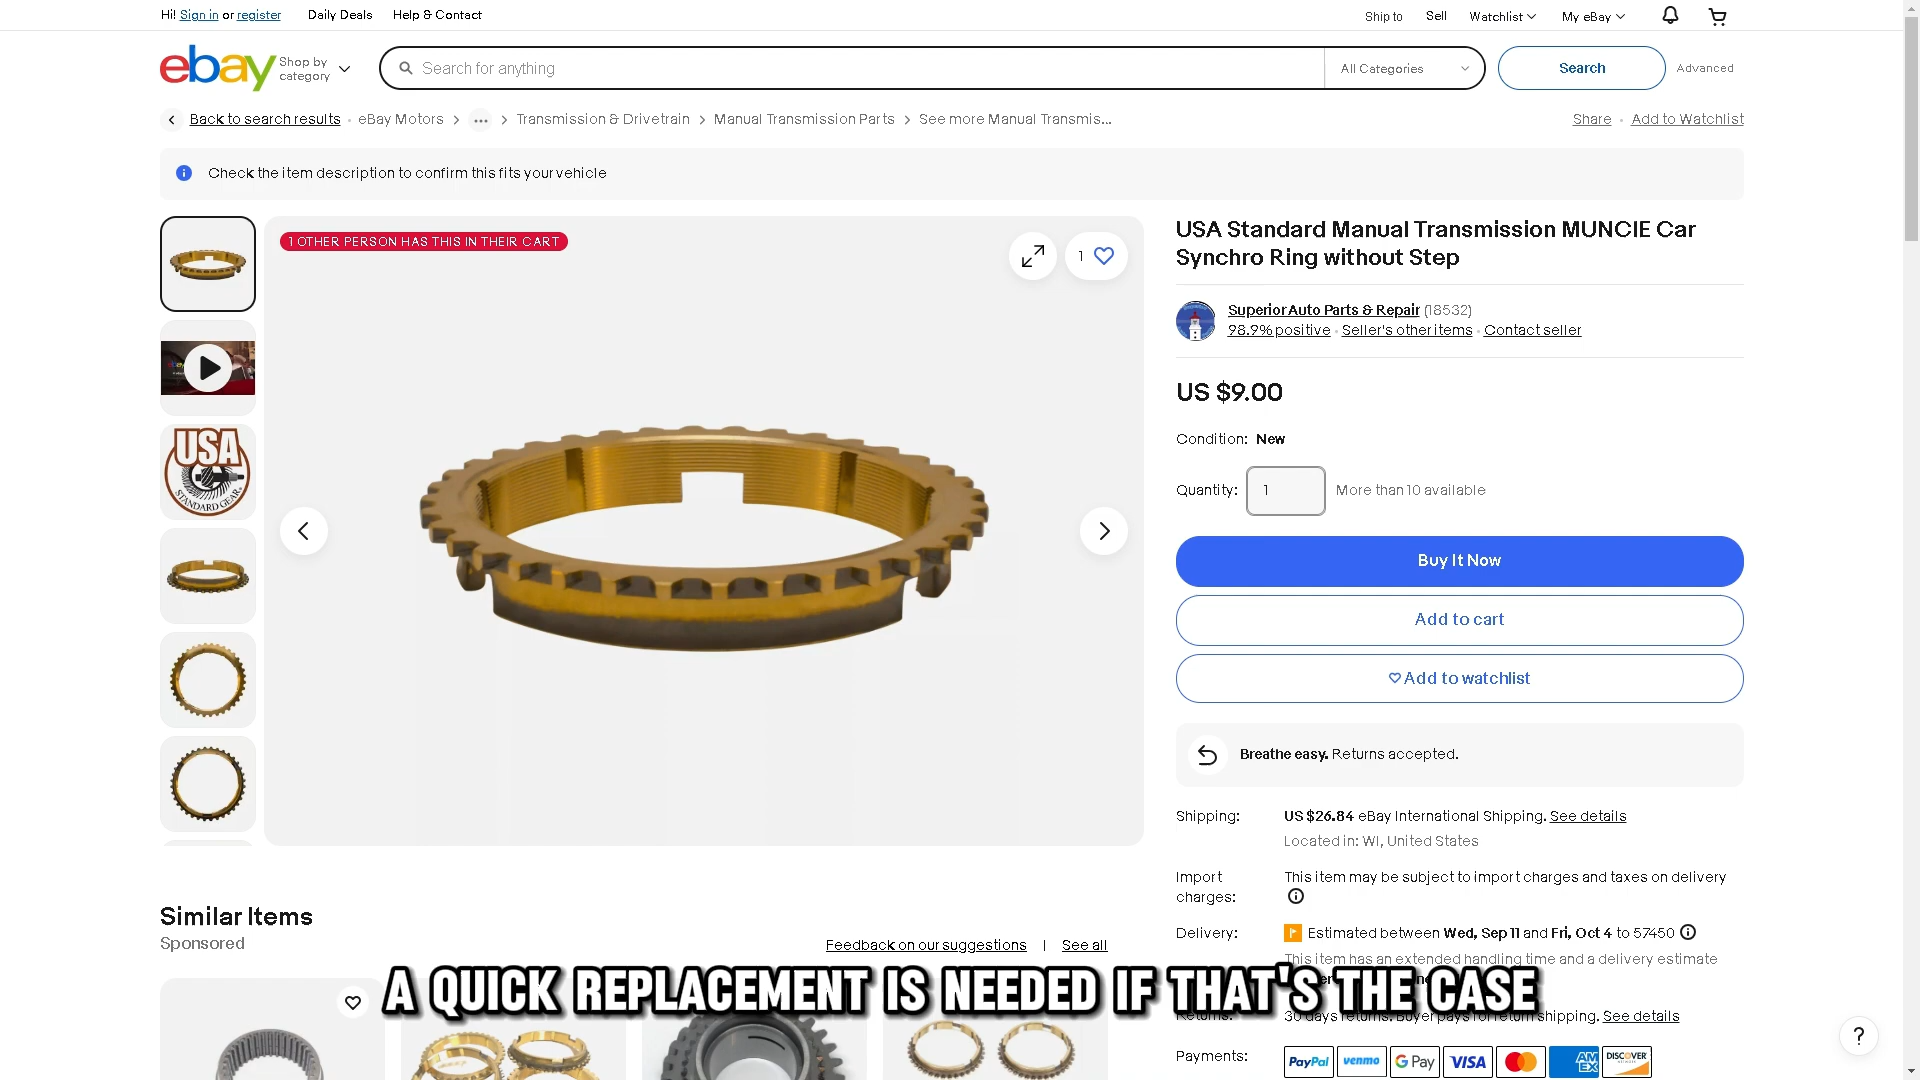 Hi! Sign in or register
Daily Deals
Help & Contact
Ship to
Sell
Watchlist
My eBay
ebay
Shop by
category
Search for anything
All Categories
Search
Advanced
Back to search results
eBay Motors
Transmission & Drivetrain
Manual Transmission Parts
See more Manual Transmis...
Share
Add to Watchlist
Check the item description to confirm this fits your vehicle
1 OTHER PERSON HAS THIS IN THEIR CART
1
USA
STANDARD GEAR
USA Standard Manual Transmission MUNCIE Car
Synchro Ring without Step
Superior Auto Parts & Repair (18532)
98.9% positive
Seller's other items
Contact seller
US $9.00
Condition: New
Quantity: 1 More than 10 available
Buy It Now
Add to cart
Add to watchlist
Breathe easy. Returns accepted.
Shipping: US $26.84 eBay International Shipping. See details
Located in: WI, United States
Import
charges:
This item may be subject to import charges and taxes on delivery
Delivery: Estimated between Wed, Sep 11 and Fri, Oct 4 to 57450
This item has an extended handling time and a delivery estimate
Returns: 30 days returns. Buyer pays for return shipping. See details
Payments: PayPal venmo G Pay VISA AM EX DISCOVER
Similar Items
Sponsored
Feedback on our suggestions | See all
A QUICK REPLACEMENT IS NEEDED IF THAT'S THE CASE
?